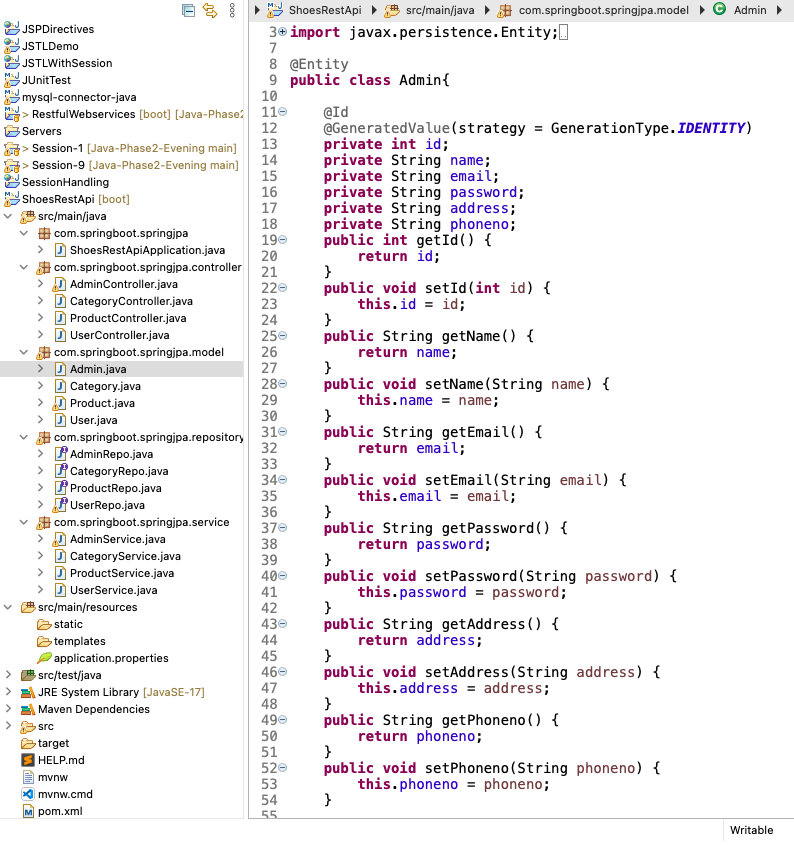 JSPDirectives
JSTLDemo
JSTLWithSession
JUnitTest
mysql-connector-java
> RestfulWebservices [boot] [Java-Phase2
Servers
> Session-1 [Java-Phase2-Evening main]
> Session-9 [Java-Phase2-Evening main]
SessionHandling
ShoesRestApi [boot]
src/main/java
com.springboot.springjpa
ShoesRestApiApplication.java
com.springboot.springjpa.controller
AdminController.java
CategoryController.java
ProductController.java
UserController.java
com.springboot.springjpa.model
Admin.java
Category.java
Product.java
User.java
com.springboot.springjpa.repository
AdminRepo.java
CategoryRepo.java
ProductRepo.java
UserRepo.java
com.springboot.springjpa.service
AdminService.java
CategoryService.java
ProductService.java
UserService.java
src/main/resources
static
templates
application.properties
src/test/java
JRE System Library [JavaSE-17]
Maven Dependencies
src
target
HELP.md
mvnw
mvnw.cmd
pom.xml
ShoesRestApi src/main/java com.springboot.springjpa.model Admin
3 import javax.persistence.Entity;
7
8 @Entity
9 public class Admin{
10
11 @Id
12 @GeneratedValue(strategy = GenerationType.IDENTITY)
13 private int id;
14 private String name;
15 private String email;
16 private String password;
17 private String address;
18 private String phoneno;
19 public int getId() {
20 return id;
21 }
22 public void setId(int id) {
23 this.id = id;
24 }
25 public String getName() {
26 return name;
27 }
28 public void setName(String name) {
29 this.name = name;
30 }
31 public String getEmail() {
32 return email;
33 }
34 public void setEmail(String email) {
35 this.email = email;
36 }
37 public String getPassword() {
38 return password;
39 }
40 public void setPassword(String password) {
41 this.password = password;
42 }
43 public String getAddress() {
44 return address;
45 }
46 public void setAddress(String address) {
47 this.address = address;
48 }
49 public String getPhoneno() {
50 return phoneno;
51 }
52 public void setPhoneno(String phoneno) {
53 this.phoneno = phoneno;
54 }
55
Writable